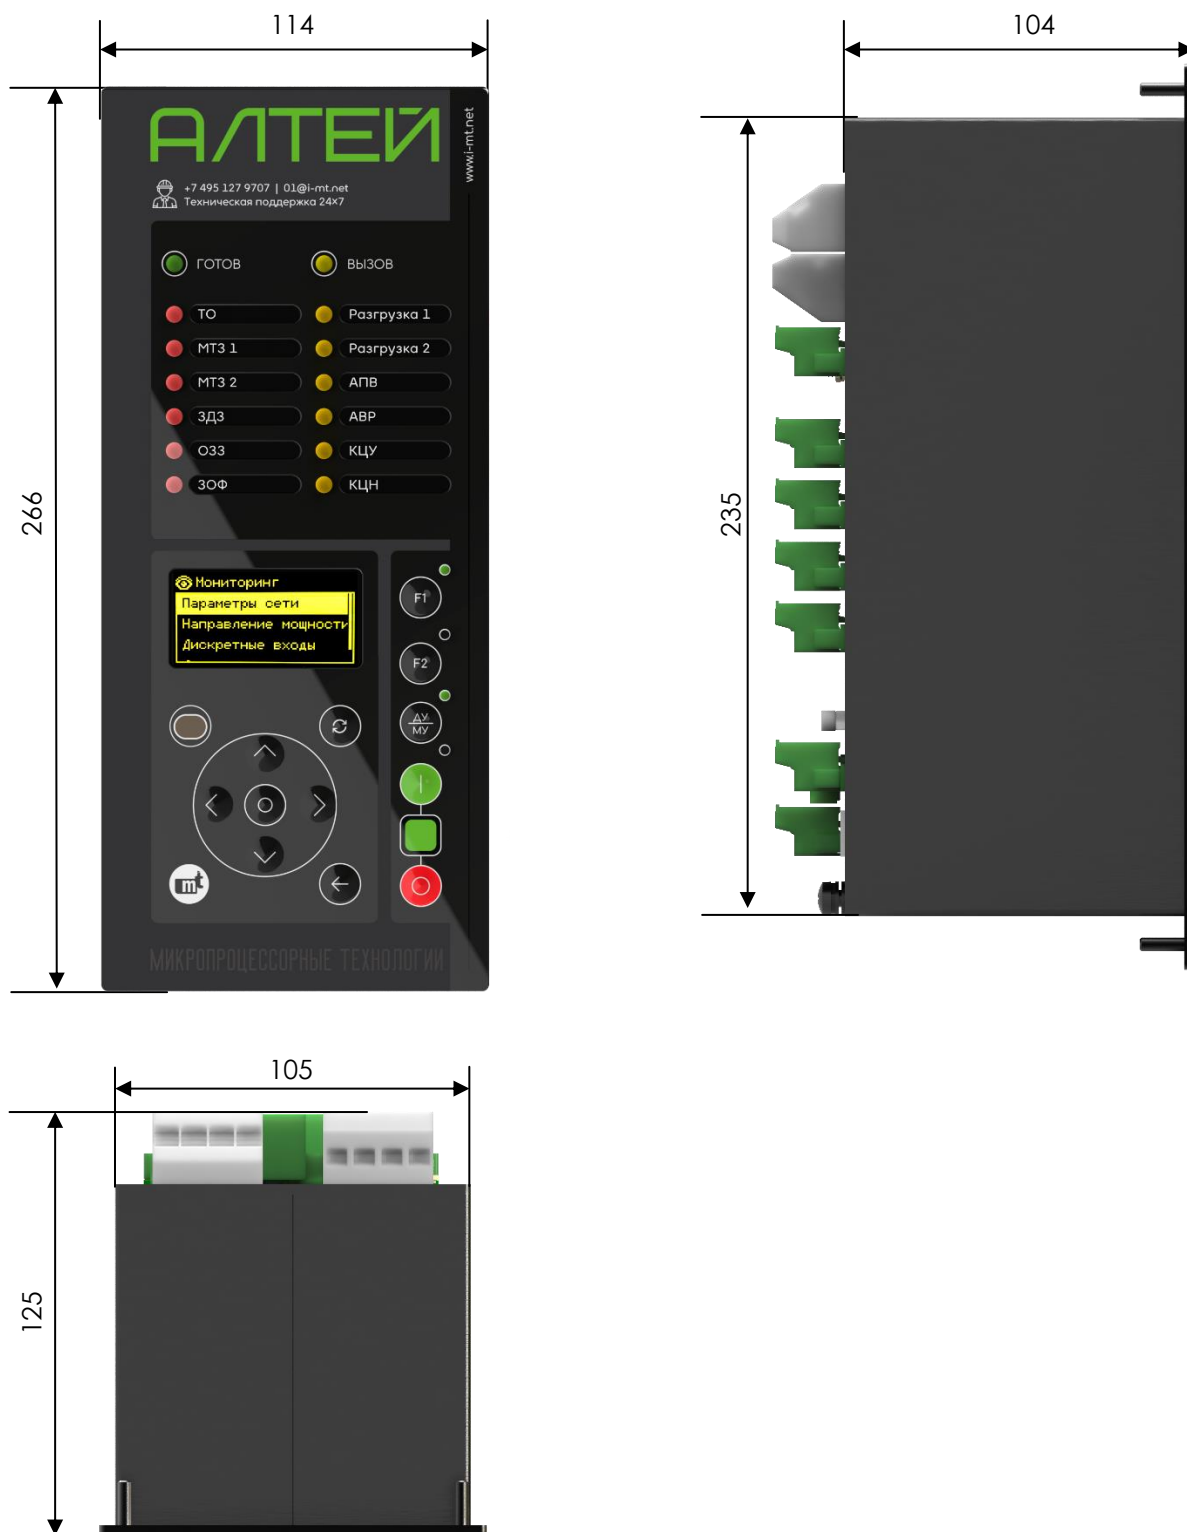 114
104
АЛТЕЙ
www.i-mt.net
+7 495 127 9707 | 01@i-mt.net
Техническая поддержка 24×7
ГОТОВ
ВЫЗОВ
ТО
Разгрузка 1
МТЗ 1
Разгрузка 2
МТЗ 2
АПВ
ЗДЗ
АВР
ОЗЗ
КЦУ
ЗОФ
КЦН
266
235
Мониторинг
Параметры сети
Направление мощности
Дискретные входы
F1
F2
ДУ
МУ
mt
МИКРОПРОЦЕССОРНЫЕ ТЕХНОЛОГИИ
105
125